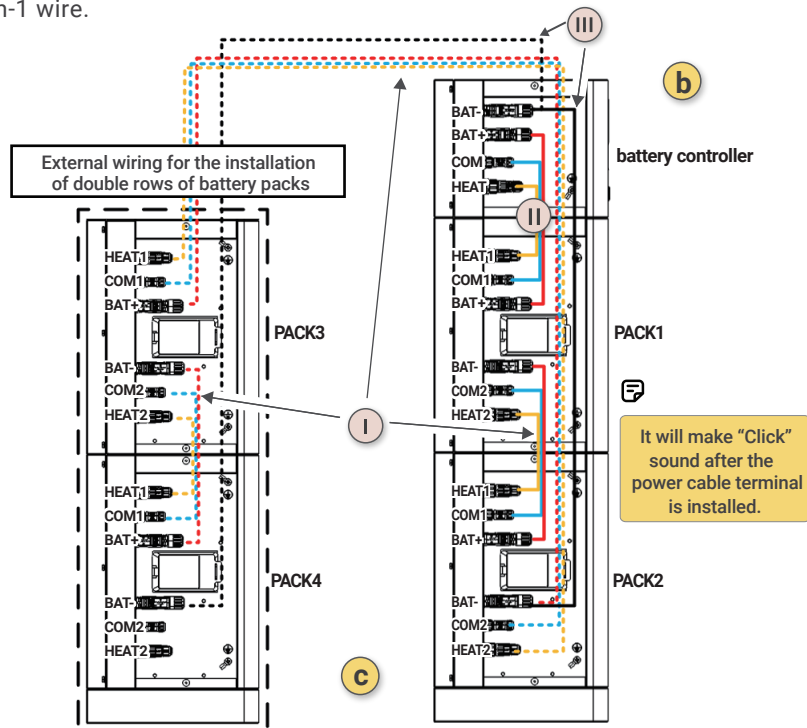 n-1 wire.
III
b
BAT-
BAT+
COM
HEAT
battery controller
External wiring for the installation
of double rows of battery packs
II
HEAT1
COM1
BAT+
PACK3
BAT-
COM2
HEAT2
HEAT1
COM1
BAT+
PACK1
BAT-
COM2
HEAT2
I
It will make “Click”
sound after the
power cable terminal
is installed.
HEAT1
COM1
BAT+
PACK4
BAT-
COM2
HEAT2
HEAT1
COM1
BAT+
PACK2
BAT-
COM2
HEAT2
c